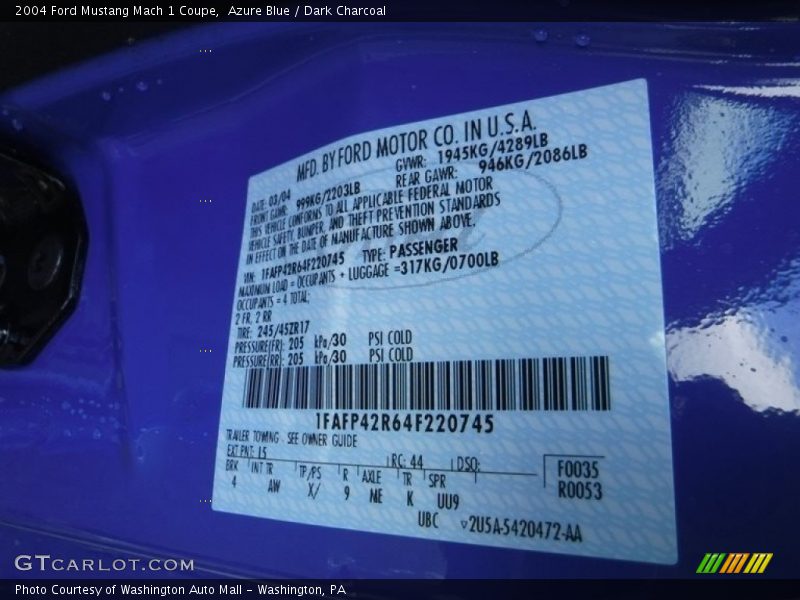 2004 Ford Mustang Mach 1 Coupe,  Azure Blue / Dark Charcoal
MFD. BY FORD MOTOR CO. IN U.S.A.
DATE: 03/04 GVWR: 1945KG/4289LB
FRONT GAWR: 999KG/2203LB REAR GAWR: 946KG/2086LB
THIS VEHICLE CONFORMS TO ALL APPLICABLE FEDERAL MOTOR
VEHICLE SAFETY, BUMPER, AND THEFT PREVENTION STANDARDS
IN EFFECT ON THE DATE OF MANUFACTURE SHOWN ABOVE.
VIN: 1FAFP42R64F220745 TYPE: PASSENGER
MAXIMUM LOAD = OCCUPANTS + LUGGAGE =317KG/0700LB
OCCUPANTS = 4 TOTAL;
2 FR, 2 RR
TIRE: 245/45ZR17
PRESSURE(FR): 205 kPa/30 PSI COLD
PRESSURE(RR): 205 kPa/30 PSI COLD
1FAFP42R64F220745
TRAILER TOWING . SEE OWNER GUIDE
EXT PNT: L5 RC: 44 DSO:
BRK INT TR TP/PS R AXLE TR SPR
4 AW X/ 9 ME K UU9
F0035
R0053
UBC ▽2U5A-5420472-AA
GTCARLOT.COM
Photo Courtesy of Washington Auto Mall - Washington, PA